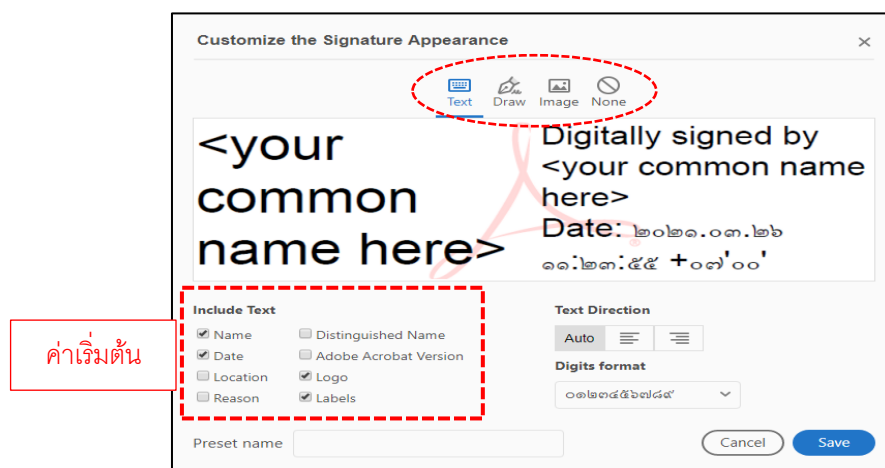 Customize the Signature Appearance
Text Draw Image None
<your
common
name here>
Digitally signed by
<your common name
here>
Date: ๒๐๒๑.๐๓.๒๖
๑๑:๒๓:๕๕ +๐๗'๐๐'
ค่าเริ่มต้น
Include Text
Name
Distinguished Name
Date
Adobe Acrobat Version
Location
Logo
Reason
Labels
Text Direction
Auto
Digits format
๐๑๒๓๔๕๖๗๘๙
Preset name
Cancel
Save